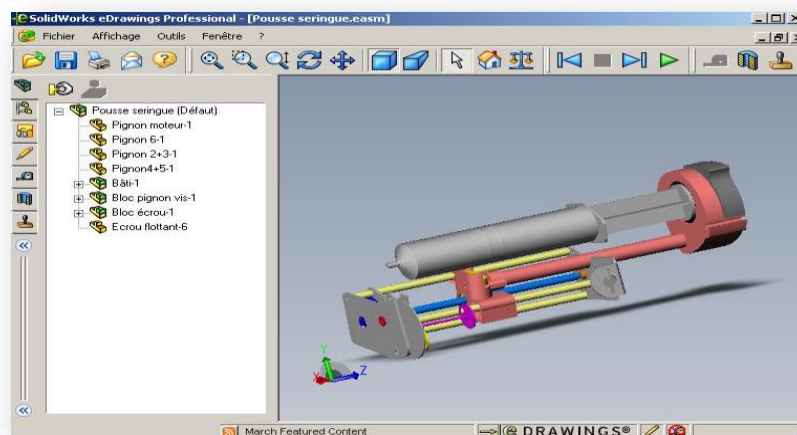 SolidWorks eDrawings Professional - [Pousse seringue.easm]
Fichier Affichage Outils Fenêtre ?
Pousse seringue (Défaut)
Pignon moteur-1
Pignon 6-1
Pignon 2+3-1
Pignon4+5-1
Bâti-1
Bloc pignon vis-1
Bloc écrou-1
Ecrou flottant-6
Y
X
Z
March Featured Content
eDRAWINGS®